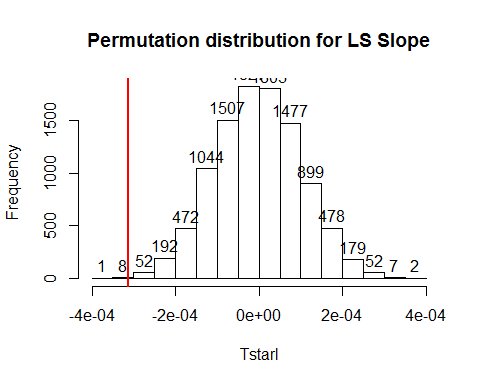 Permutation distribution for LS Slope
Frequency
0 500 1000 1500
1 8 52 192 472 1044 1507 1477 899 478 179 52 7 2
-4e-04 -2e-04 0e+00 2e-04 4e-04
Tstarl